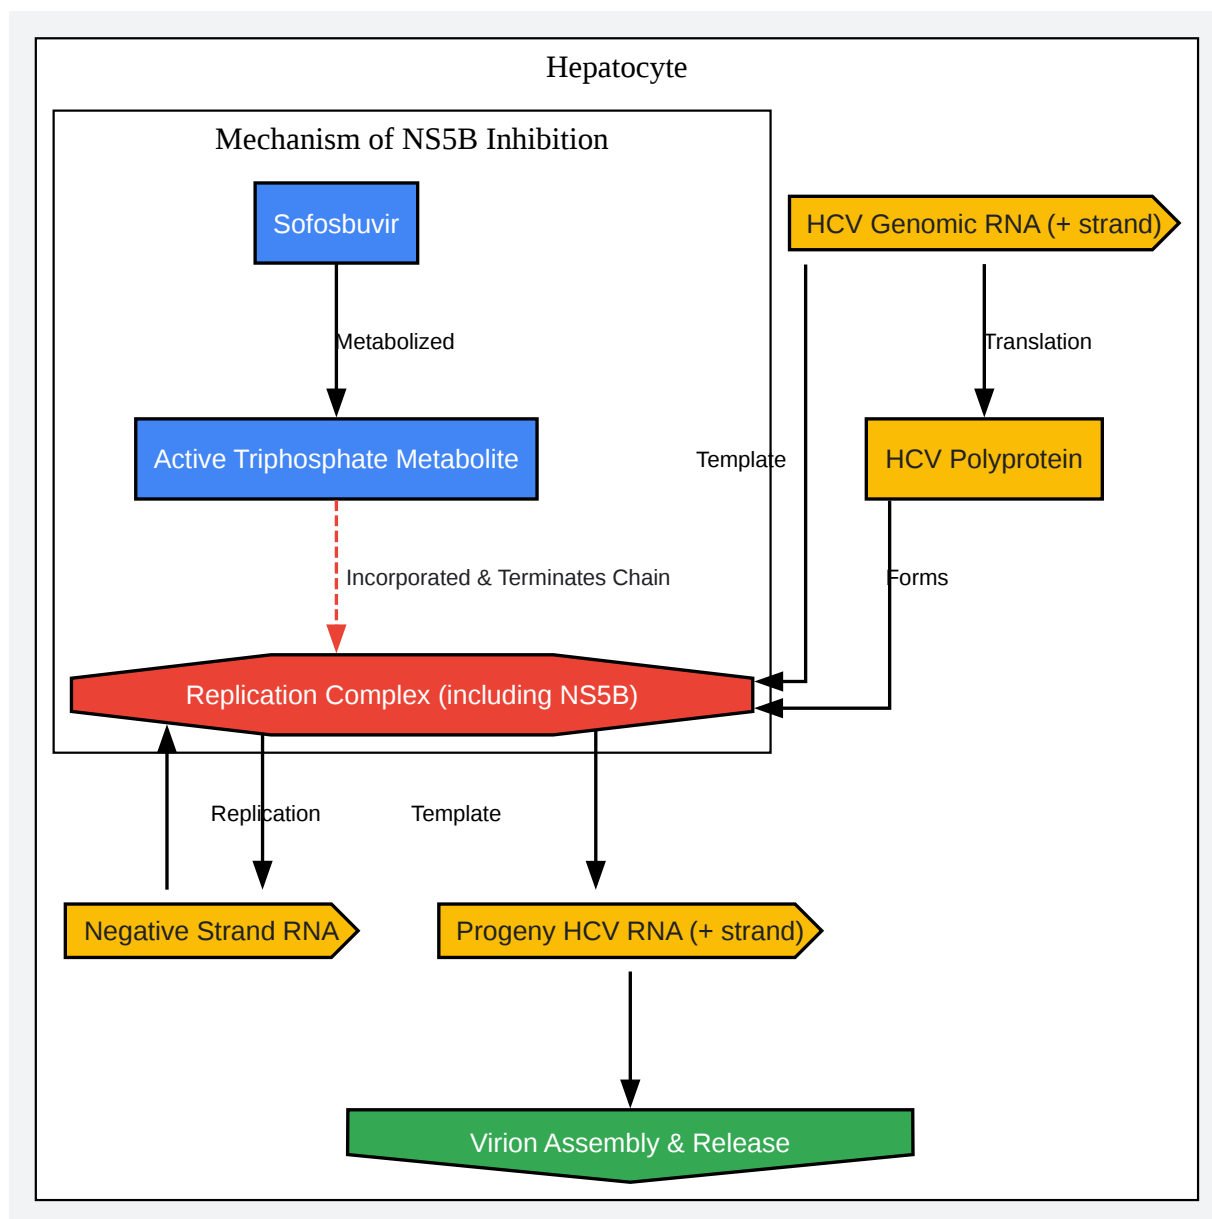 Hepatocyte
Mechanism of NS5B Inhibition
Sofosbuvir
HCV Genomic RNA (+ strand)
Metabolized
Translation
Active Triphosphate Metabolite
Template
HCV Polyprotein
Incorporated & Terminates Chain
Forms
Replication Complex (including NS5B)
Replication
Template
Negative Strand RNA
Progeny HCV RNA (+ strand)
Virion Assembly & Release